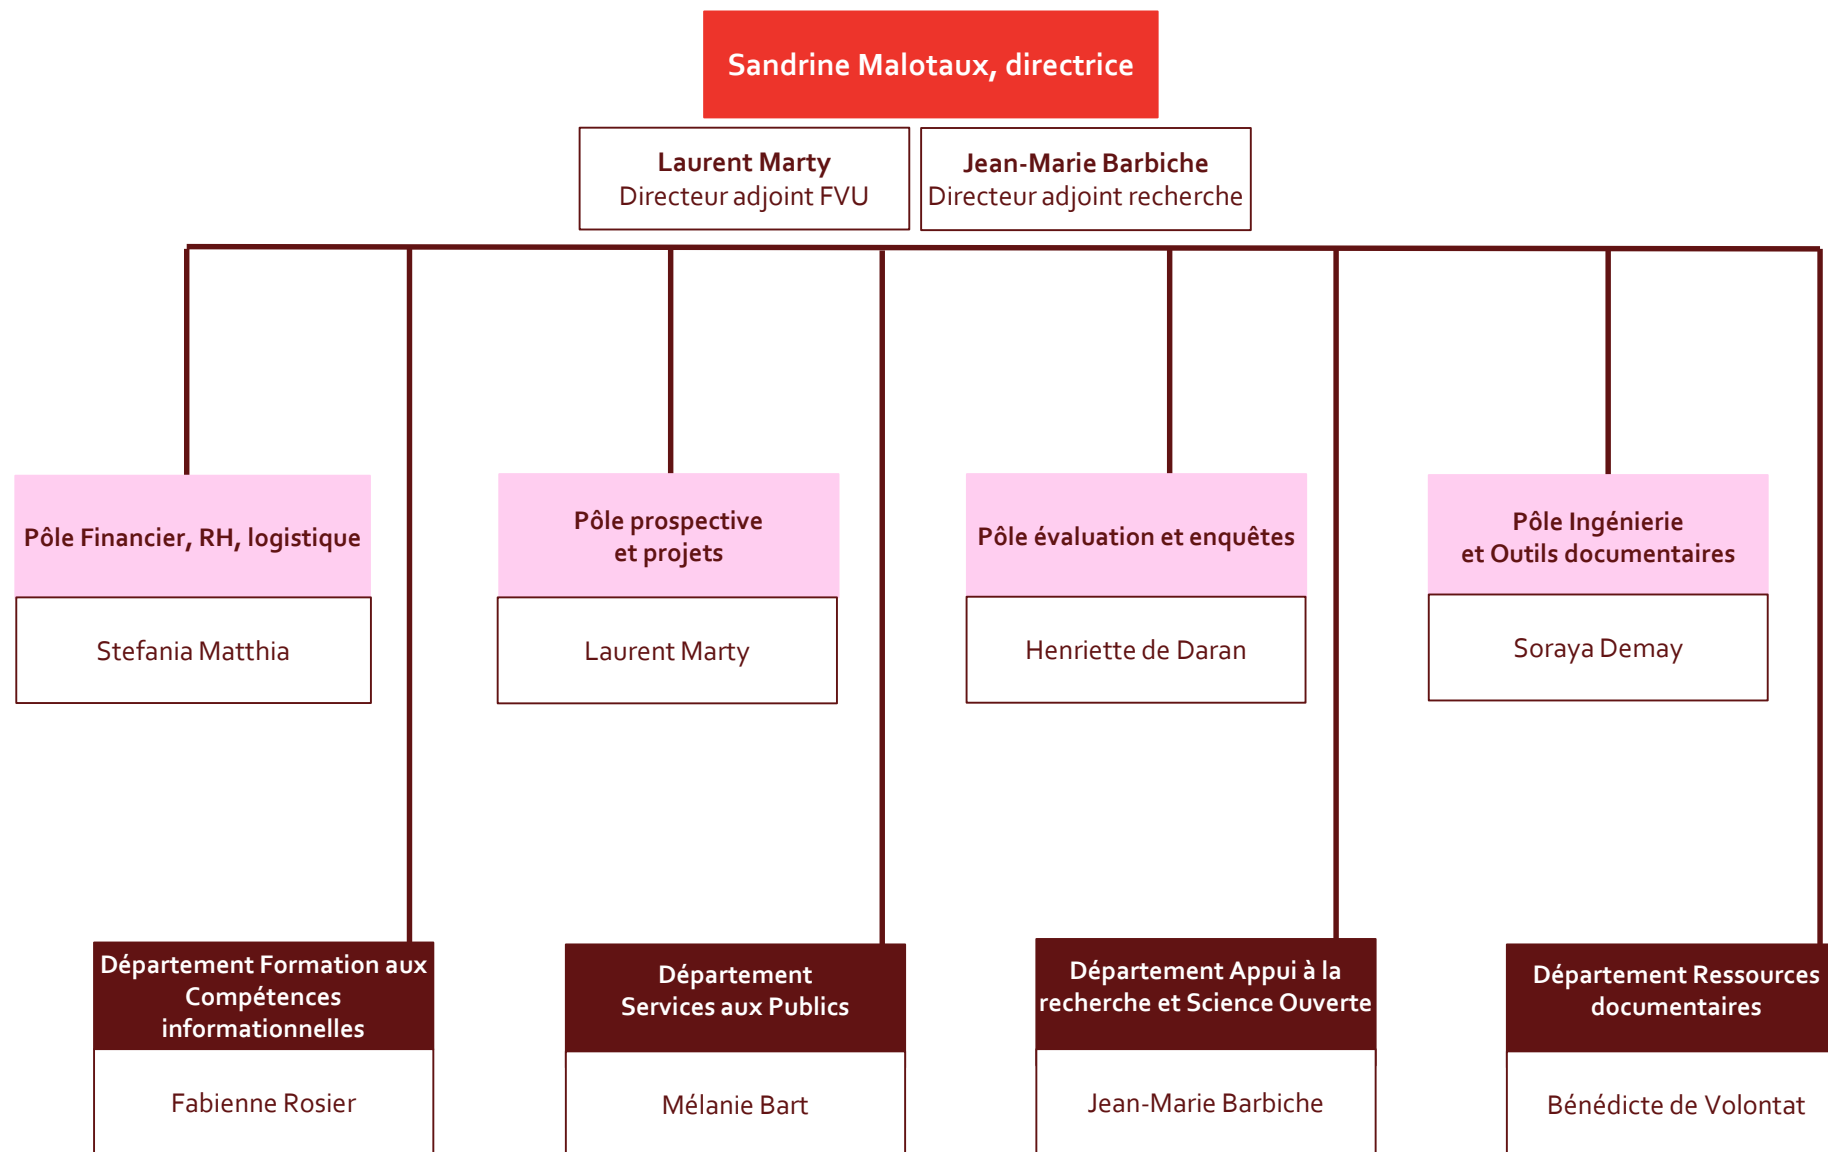 Sandrine Malotaux, directrice
Laurent Marty
Directeur adjoint FVU
Jean-Marie Barbiche
Directeur adjoint recherche
Pôle Financier, RH, logistique
Stefania Matthia
Pôle prospective
et projets
Laurent Marty
Pôle évaluation et enquêtes
Henriette de Daran
Pôle Ingénierie
et Outils documentaires
Soraya Demay
Département Formation aux
Compétences
informationnelles
Fabienne Rosier
Département
Services aux Publics
Mélanie Bart
Département Appui à la
recherche et Science Ouverte
Jean-Marie Barbiche
Département Ressources
documentaires
Bénédicte de Volontat